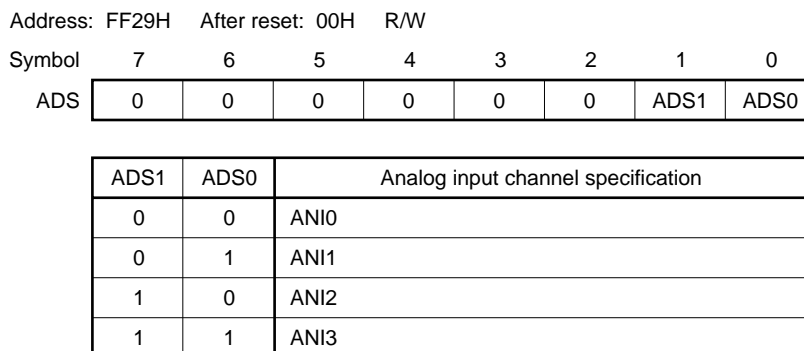 Address: FF29H After reset: 00H R/W
Symbol 7 6 5 4 3 2 1 0
ADS 0 0 0 0 0 0 ADS1 ADS0
ADS1 ADS0 Analog input channel specification
0 0 ANI0
0 1 ANI1
1 0 ANI2
1 1 ANI3